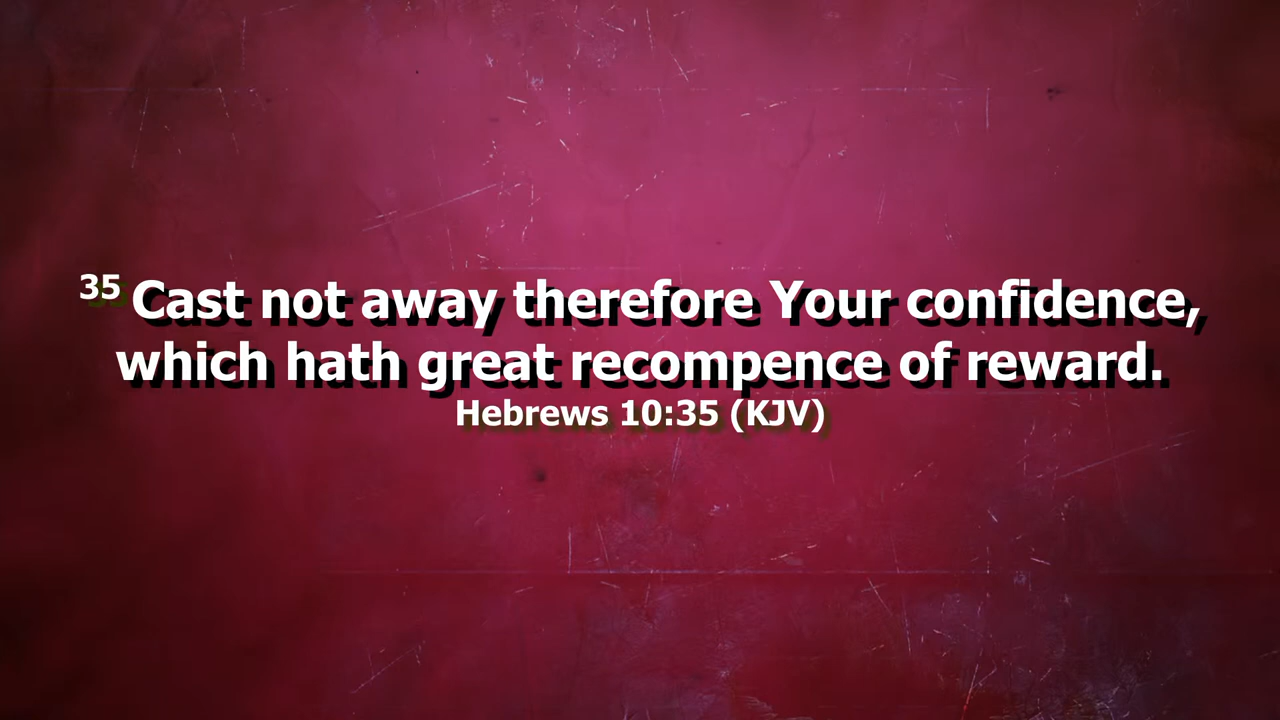 35 Cast not away therefore Your confidence,
which hath great recompence of reward.
Hebrews 10:35 (KJV)